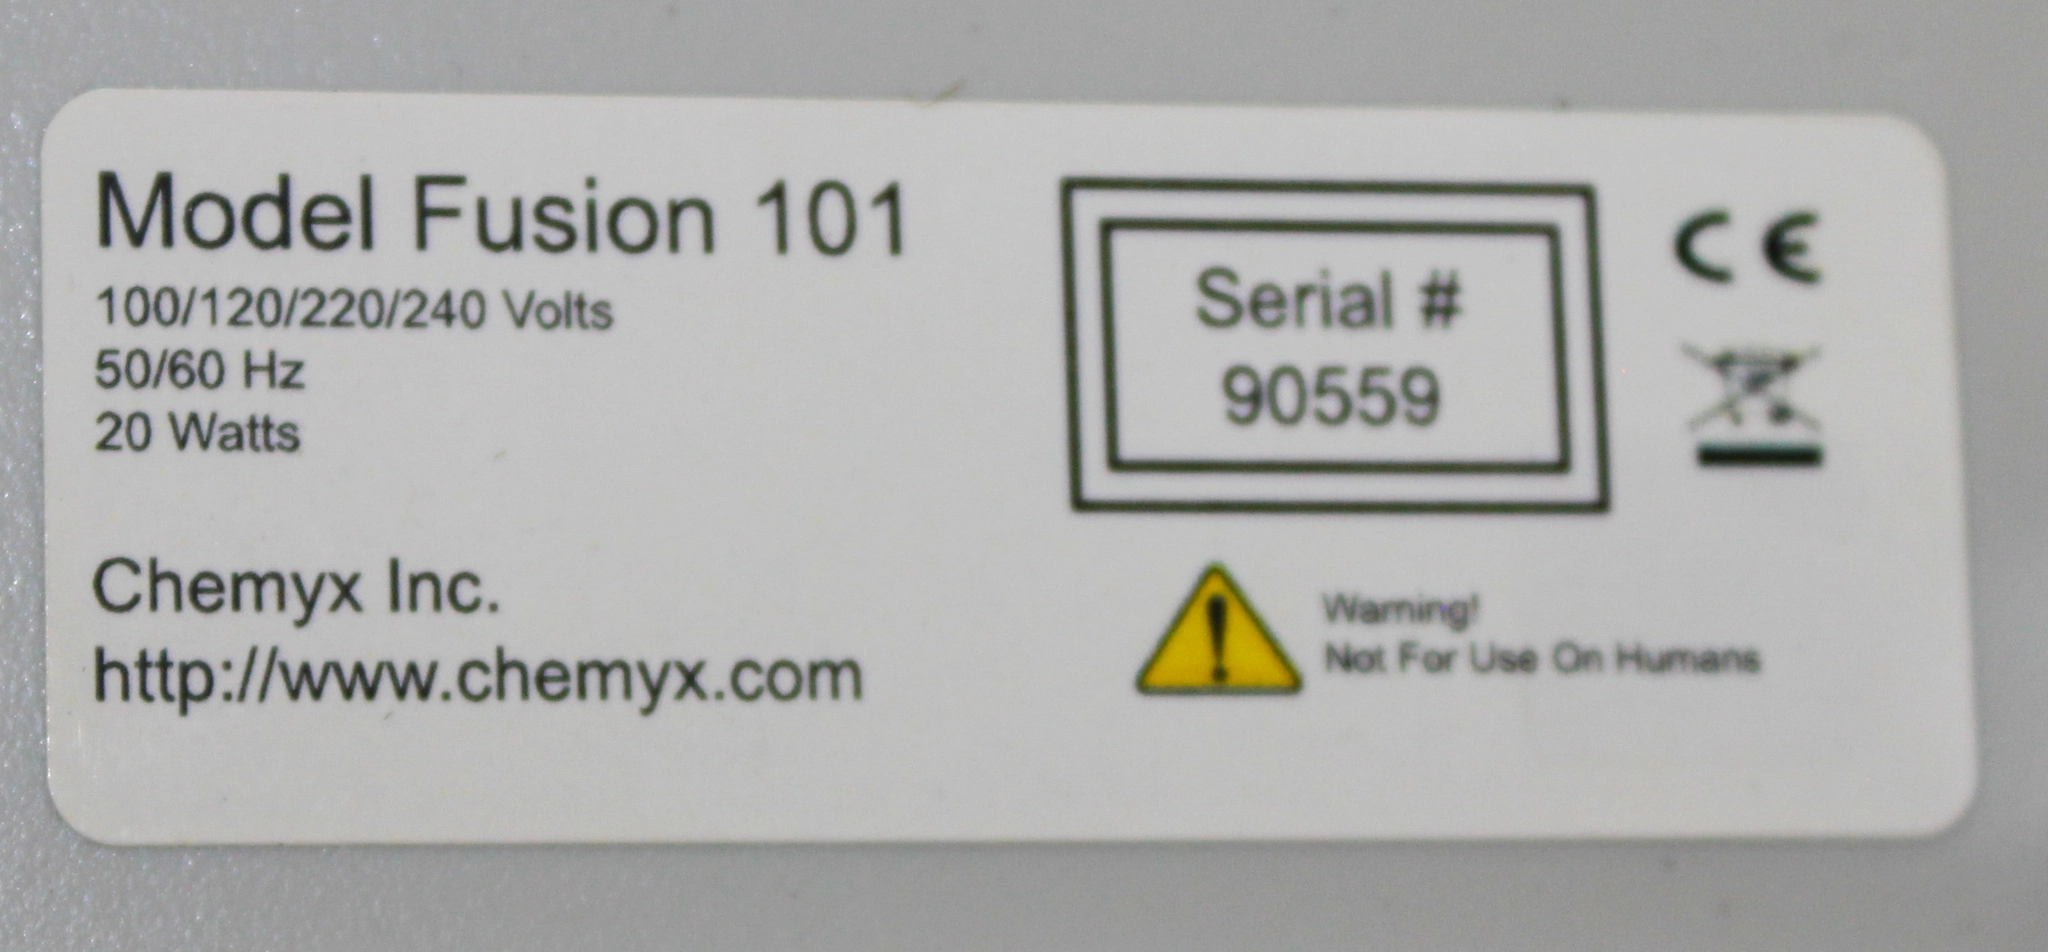 Model Fusion 101
100/120/220/240 Volts
50/60 Hz
20 Watts
Chemyx Inc.
http://www.chemyx.com
Serial #
90559
CE
Warning!
Not For Use On Humans